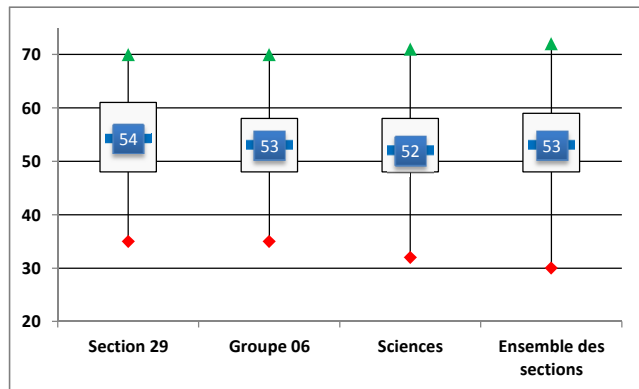 70
60
50
40
30
20
54
53
52
53
Section 29
Groupe 06
Sciences
Ensemble des
sections